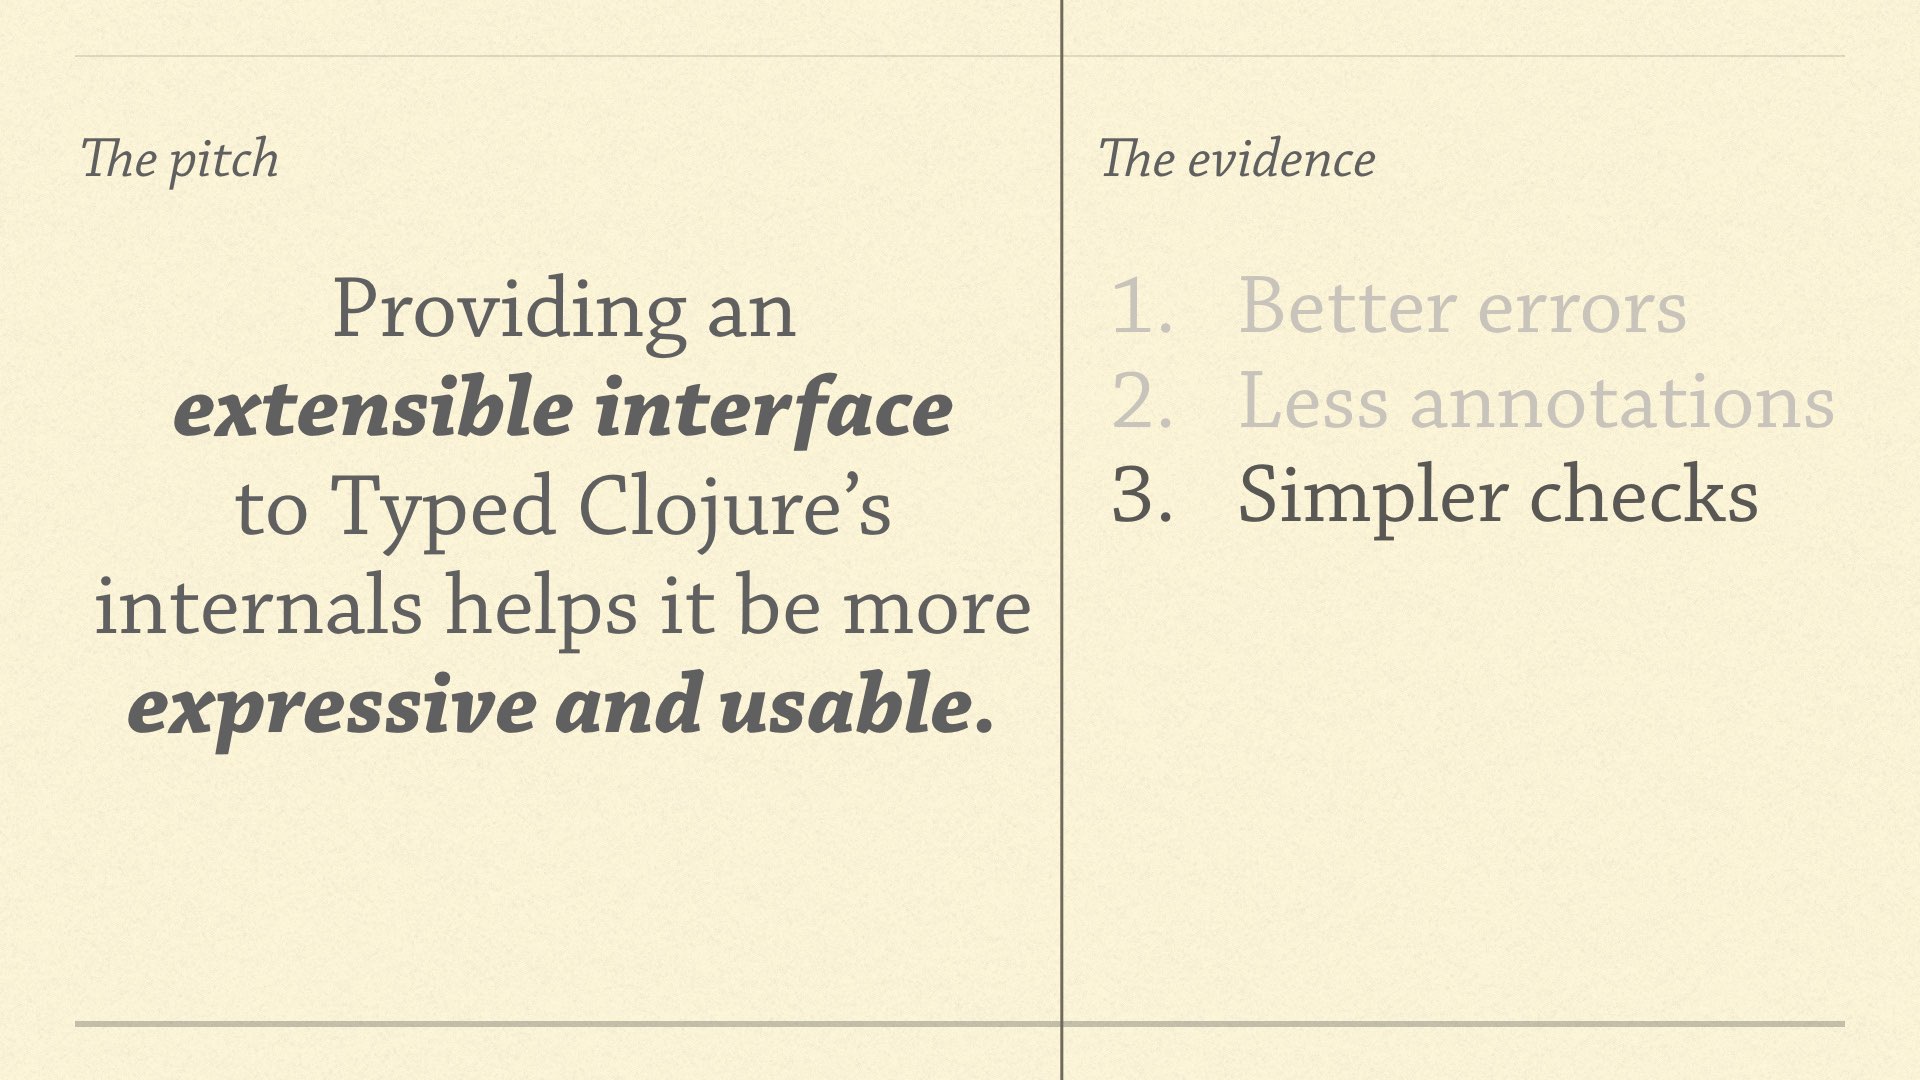 The pitch
Providing an
extensible interface
to Typed Clojure’s
internals helps it be more
expressive and usable.
The evidence
1. Better errors
2. Less annotations
3. Simpler checks